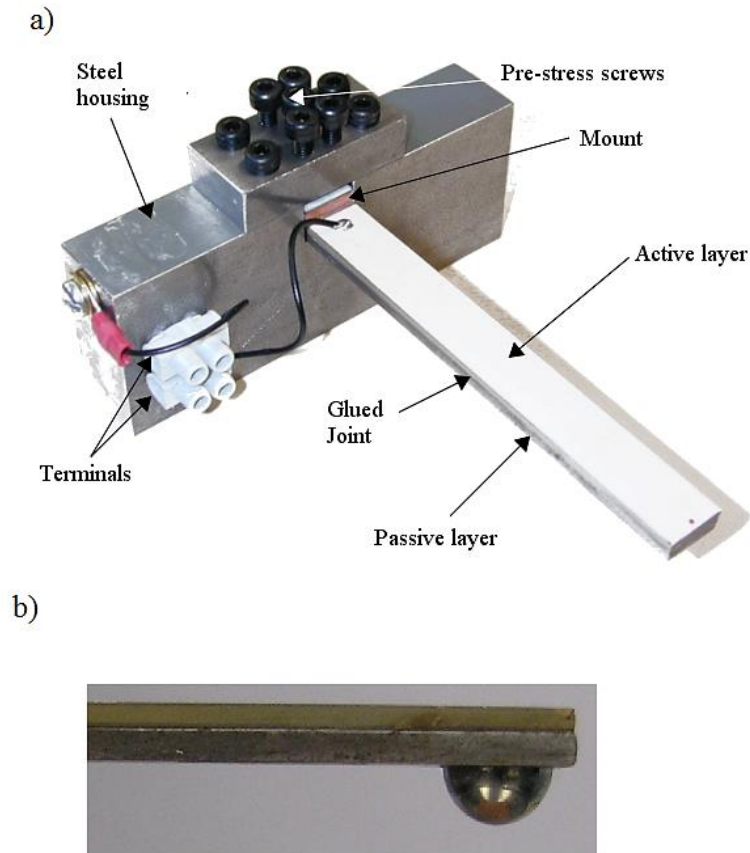 a)
Steel
housing
Pre-stress screws
Mount
Active layer
Glued
Joint
Terminals
Passive layer
b)